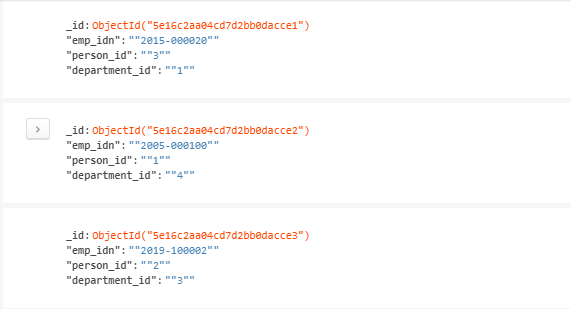 _id: ObjectId("5e16c2aa04cd7d2bb0dacce1")
"emp_idn": ""2015-000020""
"person_id": ""3""
"department_id": ""1""
_id: ObjectId("5e16c2aa04cd7d2bb0dacce2")
"emp_idn": ""2005-000100""
"person_id": ""1""
"department_id": ""4""
_id: ObjectId("5e16c2aa04cd7d2bb0dacce3")
"emp_idn": ""2019-100002""
"person_id": ""2""
"department_id": ""3""